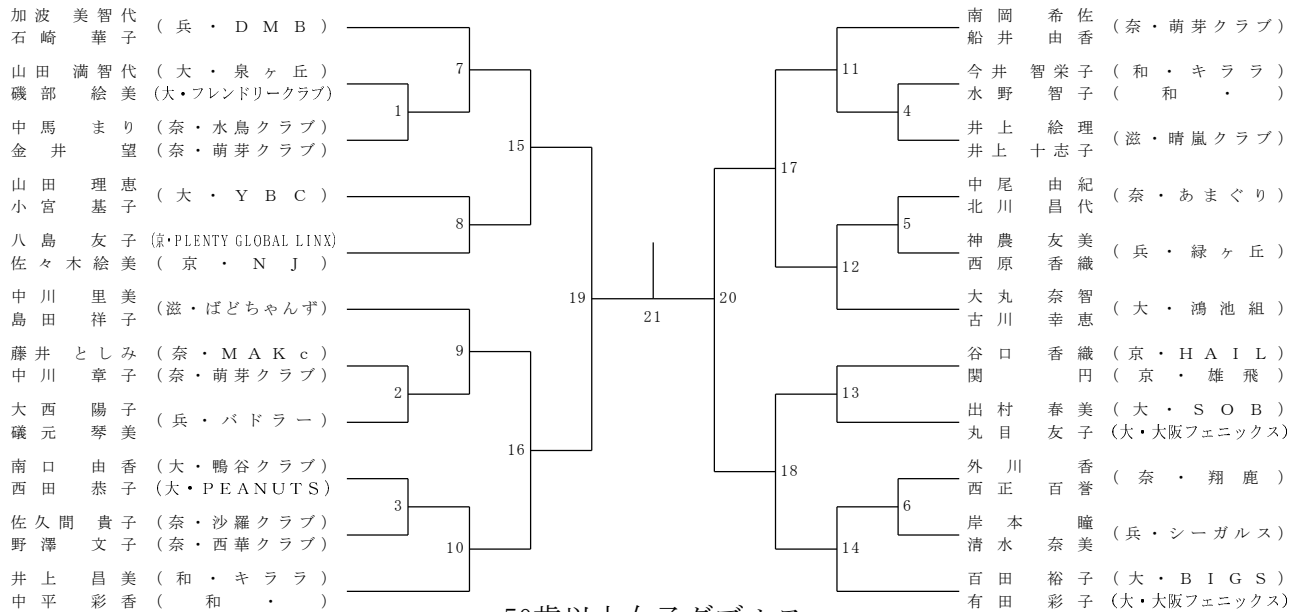 加波 美智代 (兵・DMB)
石崎 華子
山田 満智代 (大・泉ヶ丘)
磯部 絵美 (大・フレンドリークラブ)
中馬 まり (奈・水鳥クラブ)
金井 望 (奈・萌芽クラブ)
山田 理恵 (大・YBC)
小宮 基子
八島 友子 (京・PLENTY GLOBAL LINX)
佐々木絵美 (京・NJ)
中川 里美 (滋・ばどちゃんず)
島田 祥子
藤井 としみ (奈・MAKc)
中川 章子 (奈・萌芽クラブ)
大西 陽子 (兵・バドラー)
礒元 琴美
南口 由香 (大・鴨谷クラブ)
西田 恭子 (大・PEANUTS)
佐久間 貴子 (奈・沙羅クラブ)
野澤 文子 (奈・西華クラブ)
井上 昌美 (和・キララ)
中平 彩香 (和・)
7
1
15
8
19
9
2
16
3
10
21
20
11
4
17
5
12
13
18
6
14
南岡 希佐 (奈・萌芽クラブ)
船井 由香
今井 智栄子 (和・キララ)
水野 智子 (和・)
井上 絵理 (滋・晴嵐クラブ)
井上 十志子
中尾 由紀 (奈・あまぐり)
北川 昌代
神農 友美 (兵・緑ヶ丘)
西原 香織
大丸 奈智 (大・鴻池組)
古川 幸恵
谷口 香織 (京・HAIL)
関 円 (京・雄飛)
出村 春美 (大・SOB)
丸目 友子 (大・大阪フェニックス)
外川 香 (奈・翔鹿)
西正 百誉
岸本 瞳 (兵・シーガルス)
清水 奈美
百田 裕子 (大・BIGS)
有田 彩子 (大・大阪フェニックス)